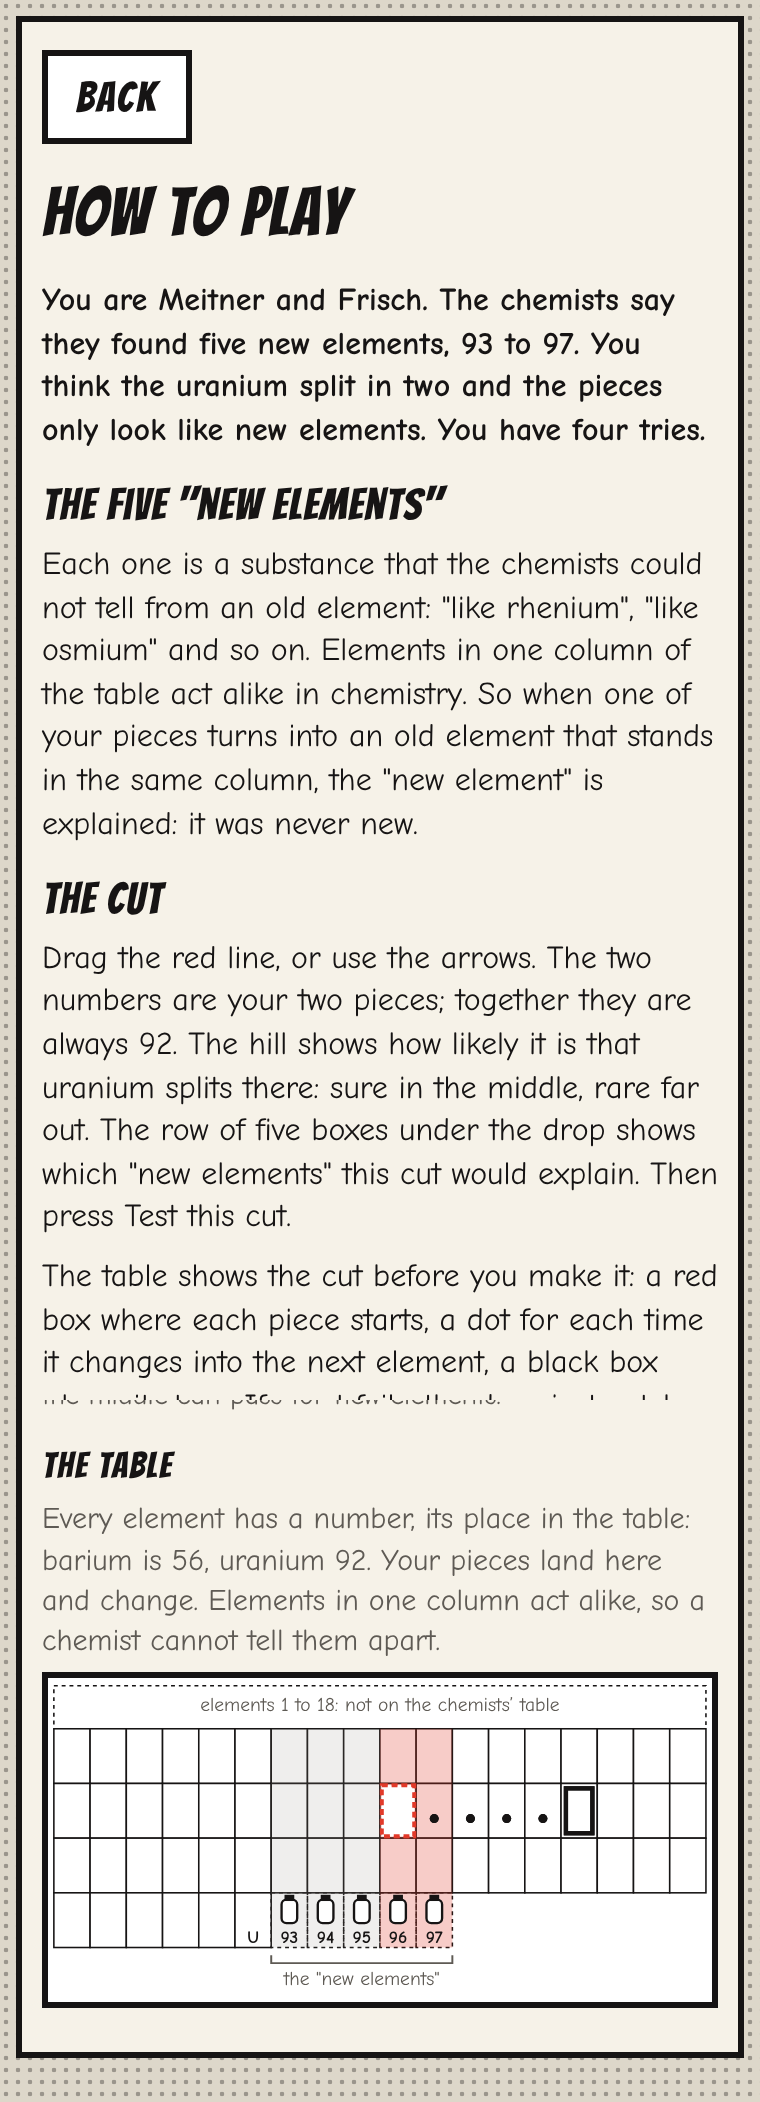 BACK
HOW TO PLAY
You are Meitner and Frisch. The chemists say
they found five new elements, 93 to 97. You
think the uranium split in two and the pieces
only look like new elements. You have four tries.
THE FIVE "NEW ELEMENTS"
Each one is a substance that the chemists could
not tell from an old element: "like rhenium", "like
osmium" and so on. Elements in one column of
the table act alike in chemistry. So when one of
your pieces turns into an old element that stands
in the same column, the "new element" is
explained: it was never new.
THE CUT
Drag the red line, or use the arrows. The two
numbers are your two pieces; together they are
always 92. The hill shows how likely it is that
uranium splits there: sure in the middle, rare far
out. The row of five boxes under the drop shows
which "new elements" this cut would explain. Then
press Test this cut.
The table shows the cut before you make it: a red
box where each piece starts, a dot for each time
it changes into the next element, a black box
THE TABLE
Every element has a number, its place in the table:
barium is 56, uranium 92. Your pieces land here
and change. Elements in one column act alike, so a
chemist cannot tell them apart.
elements 1 to 18: not on the chemists' table
U 93 94 95 96 97
the "new elements"